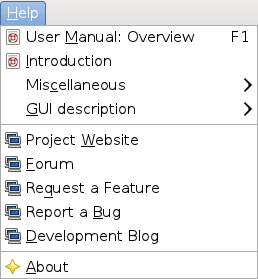 Help
User Manual: Overview F1
Introduction
Miscellaneous
GUI description
Project Website
Forum
Request a Feature
Report a Bug
Development Blog
About